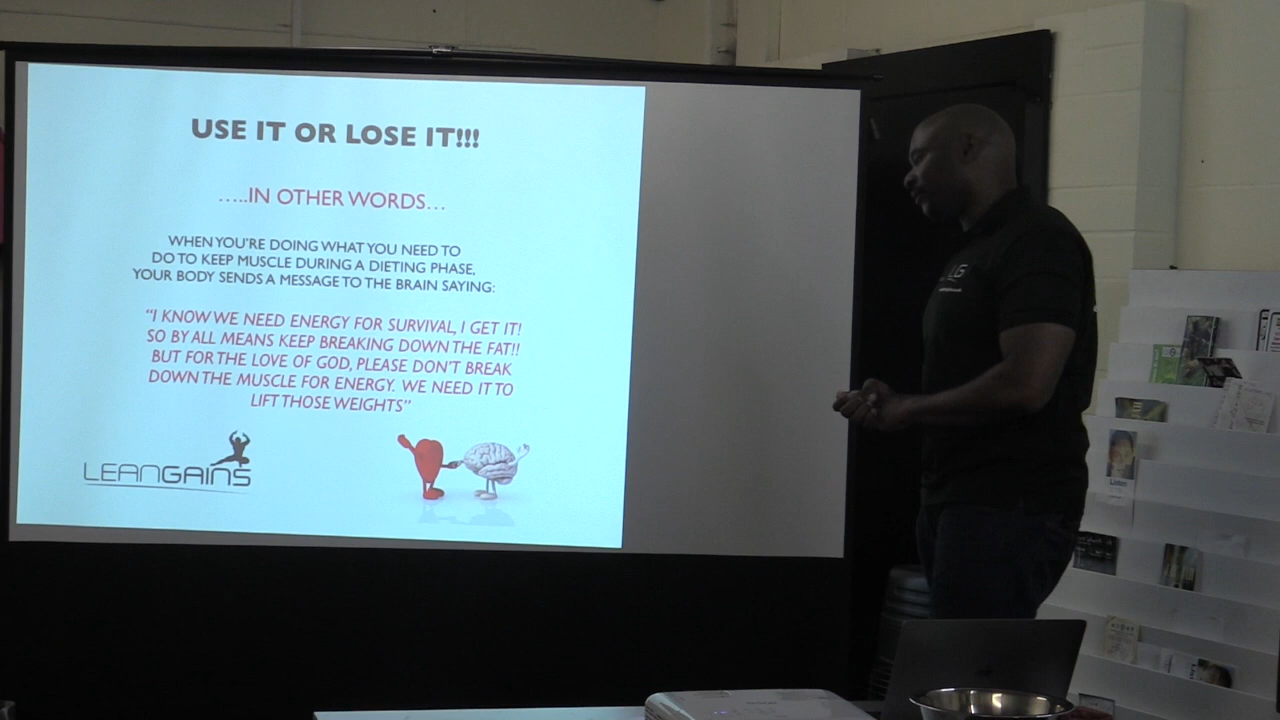 USE IT OR LOSE IT!!!
…..IN OTHER WORDS…
WHEN YOU'RE DOING WHAT YOU NEED TO
DO TO KEEP MUSCLE DURING A DIETING PHASE,
YOUR BODY SENDS A MESSAGE TO THE BRAIN SAYING:
“I KNOW WE NEED ENERGY FOR SURVIVAL, I GET IT!
SO BY ALL MEANS KEEP BREAKING DOWN THE FAT!!
BUT FOR THE LOVE OF GOD, PLEASE DON'T BREAK
DOWN THE MUSCLE FOR ENERGY. WE NEED IT TO
LIFT THOSE WEIGHTS”
LEANGAINS
LG
Listen